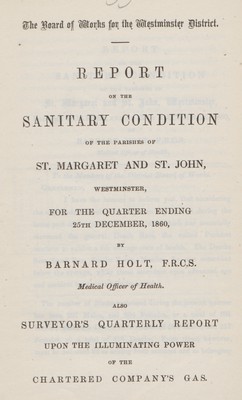 The Board of Works for the Westminster District.
REPORT
ON THE
SANITARY CONDITION
OF THE PARISHES OF
ST. MARGARET AND ST. JOHN,
WESTMINSTER,
FOR THE QUARTER ENDING
25TH DECEMBER, 1860,
BY
BARNARD HOLT, F.R.C.S.
Medical Officer of Health.
ALSO
SURVEYOR'S QUARTERLY REPORT
UPON THE ILLUMINATING POWER
OF THE
CHARTERED COMPANY'S GAS.